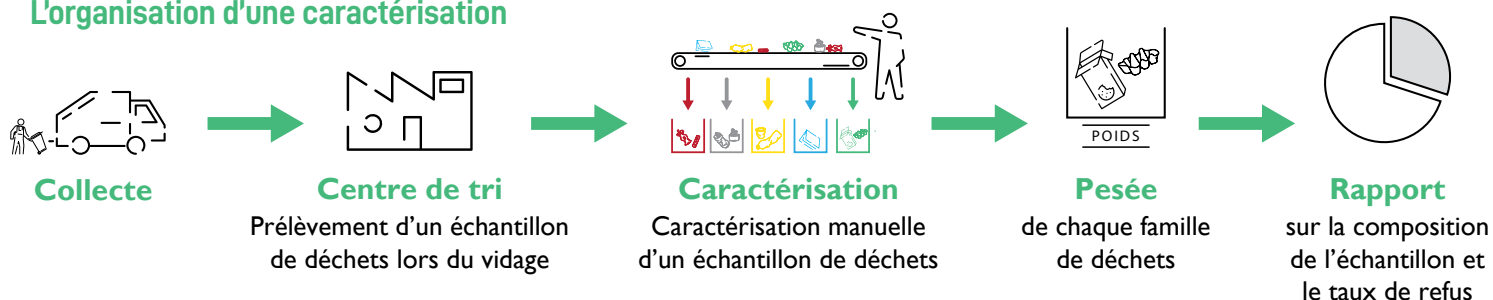 L'organisation d'une caractérisation
POIDS
Collecte
Centre de tri
Prélèvement d'un échantillon
de déchets lors du vidage
Caractérisation
Caractérisation manuelle
d'un échantillon de déchets
Pesée
de chaque famille
de déchets
Rapport
sur la composition
de l'échantillon et
le taux de refus